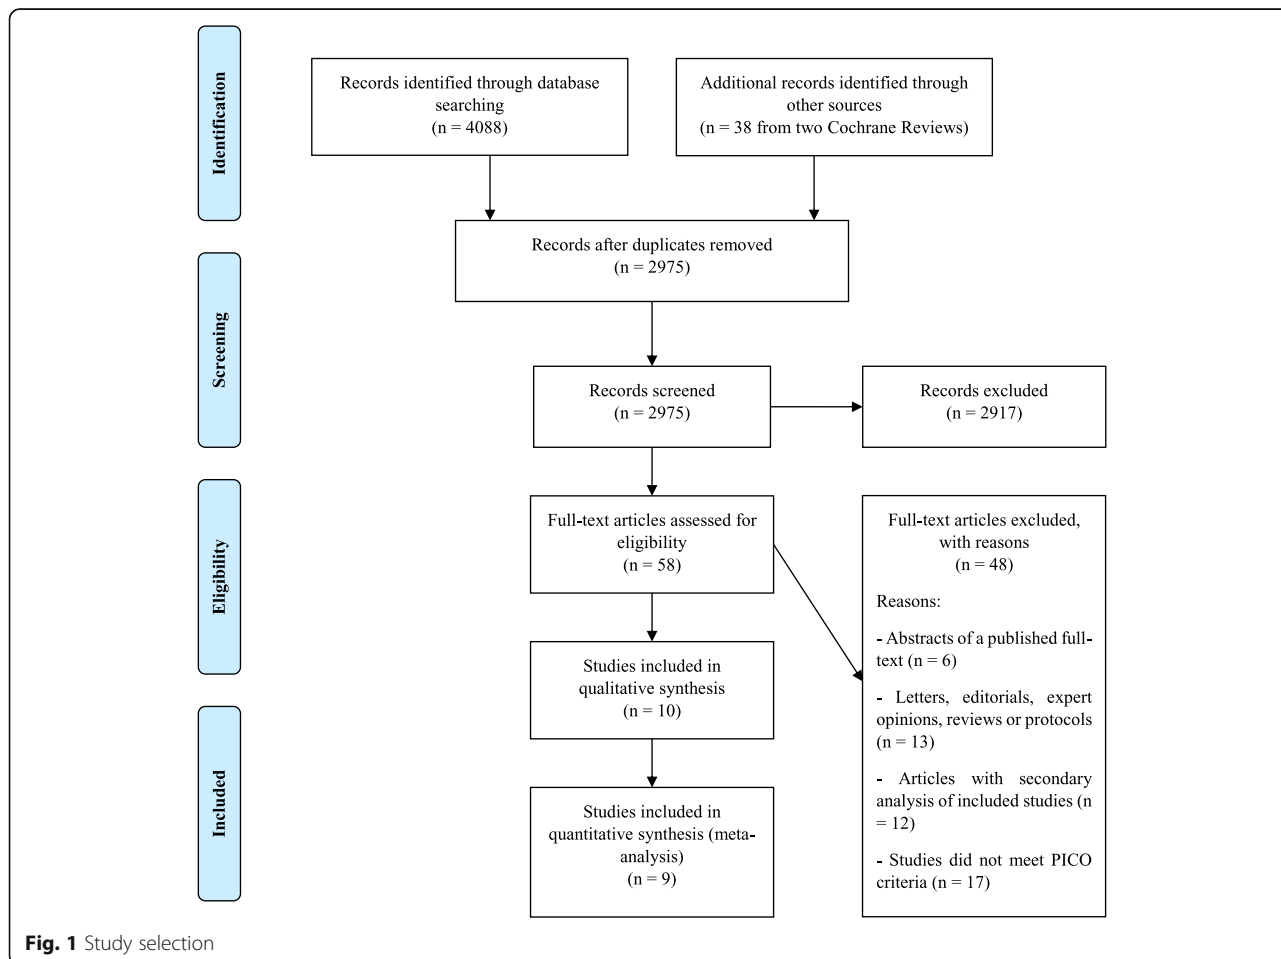 Identification
Records identified through database
searching
(n = 4088)
Additional records identified through
other sources
(n = 38 from two Cochrane Reviews)
Records after duplicates removed
(n = 2975)
Screening
Records screened
(n = 2975)
Records excluded
(n = 2917)
Eligibility
Full-text articles assessed for
eligibility
(n = 58)
Full-text articles excluded,
with reasons
(n = 48)
Reasons:
- Abstracts of a published full-
text (n = 6)
- Letters, editorials, expert
opinions, reviews or protocols
(n = 13)
- Articles with secondary
analysis of included studies (n
= 12)
- Studies did not meet PICO
criteria (n = 17)
Studies included in
qualitative synthesis
(n = 10)
Included
Studies included in
quantitative synthesis (meta-
analysis)
(n = 9)
Fig. 1 Study selection